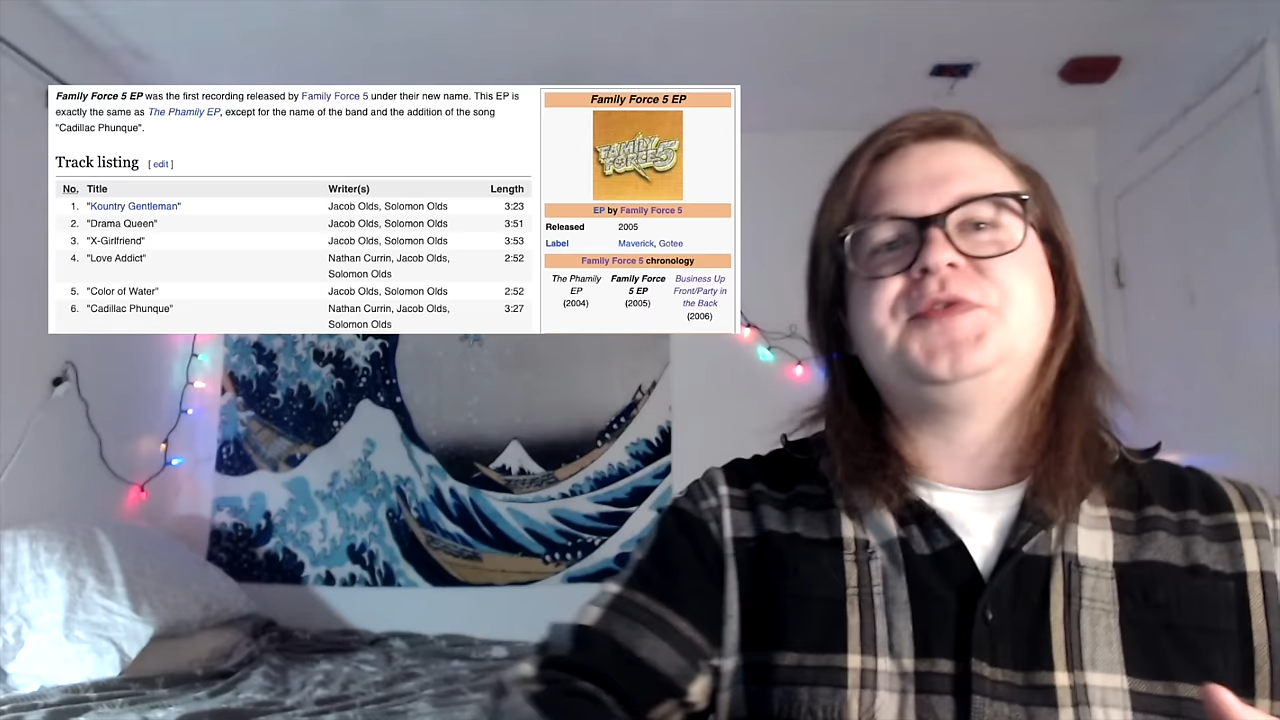 Family Force 5 EP was the first recording released by Family Force 5 under their new name. This EP is
exactly the same as The Phamily EP, except for the name of the band and the addition of the song
"Cadillac Phunque".
Track listing [ edit ]
No. Title Writer(s) Length
1. "Kountry Gentleman" Jacob Olds, Solomon Olds 3:23
2. "Drama Queen" Jacob Olds, Solomon Olds 3:51
3. "X-Girlfriend" Jacob Olds, Solomon Olds 3:53
4. "Love Addict" Nathan Currin, Jacob Olds, 2:52
Solomon Olds
5. "Color of Water" Jacob Olds, Solomon Olds 2:52
6. "Cadillac Phunque" Nathan Currin, Jacob Olds, 3:27
Solomon Olds
Family Force 5 EP
FAMILY
FORCE 5
EP by Family Force 5
Released 2005
Label Maverick, Gotee
Family Force 5 chronology
The Phamily Family Force Business Up
EP 5 EP Front/Party in
(2004) (2005) the Back
(2006)